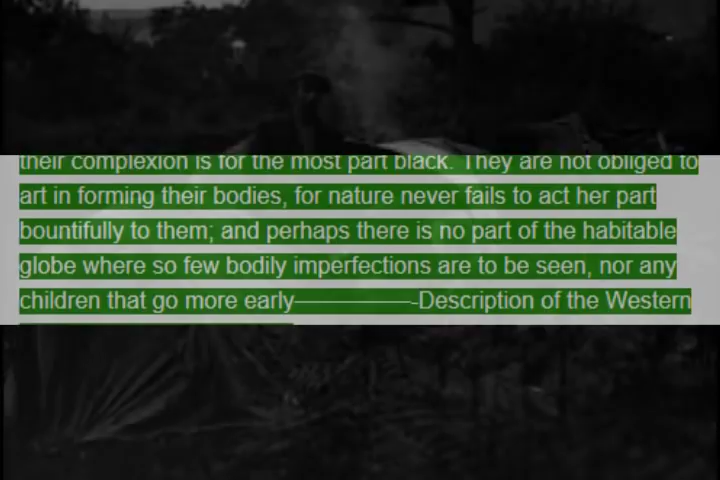 their complexion is for the most part black. They are not obliged to
art in forming their bodies, for nature never fails to act her part
bountifully to them; and perhaps there is no part of the habitable
globe where so few bodily imperfections are to be seen, nor any
children that go more early—————-Description of the Western